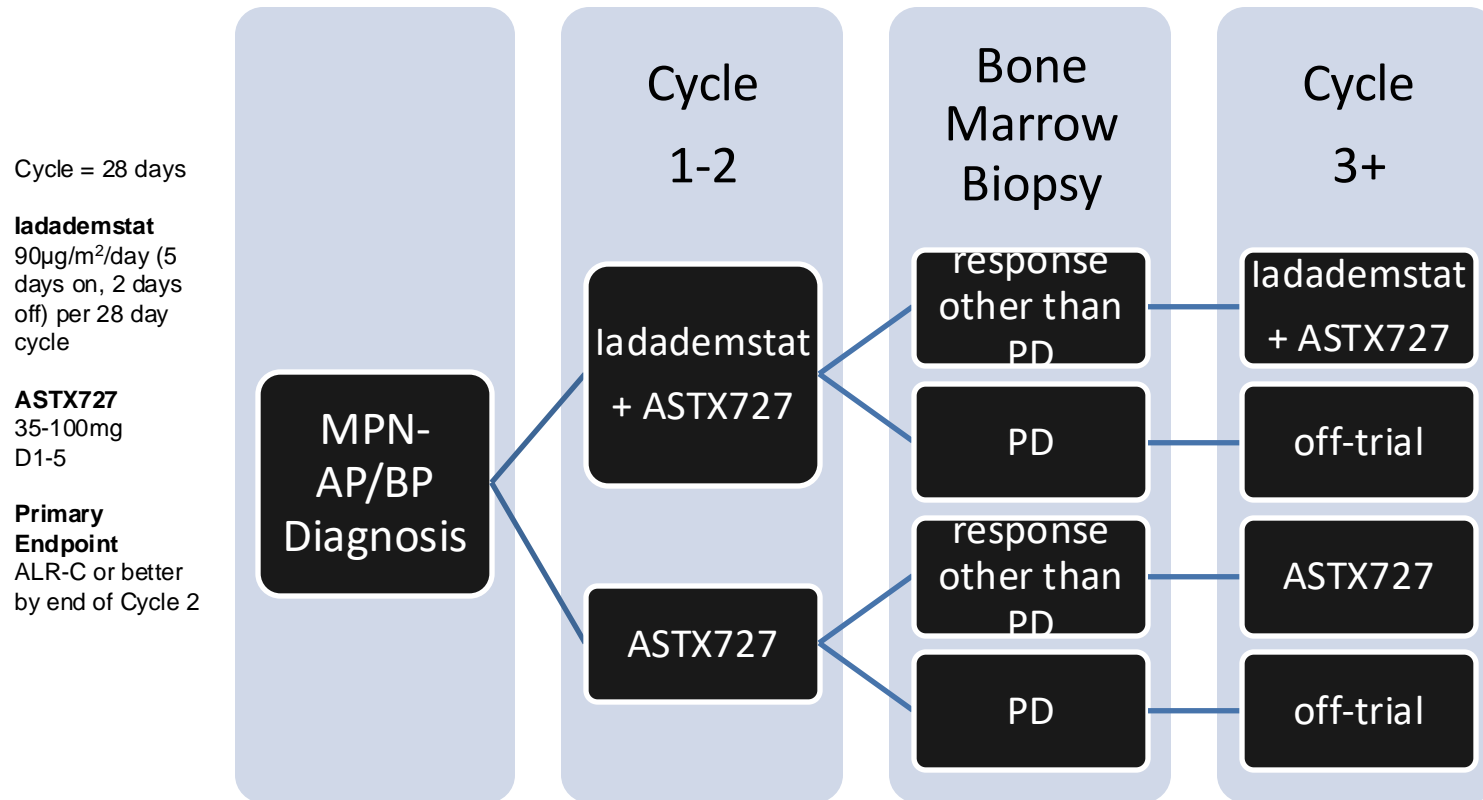 Cycle = 28 days
Iadademstat
90µg/m²/day (5
days on, 2 days
off) per 28 day
cycle
ASTX727
35-100mg
D1-5
Primary
Endpoint
ALR-C or better
by end of Cycle 2
MPN-
AP/BP
Diagnosis
Cycle
1-2
Iadademstat
+ ASTX727
ASTX727
Bone
Marrow
Biopsy
response
other than
PD
PD
response
other than
PD
PD
Cycle
3+
Iadademstat
+ ASTX727
off-trial
ASTX727
off-trial